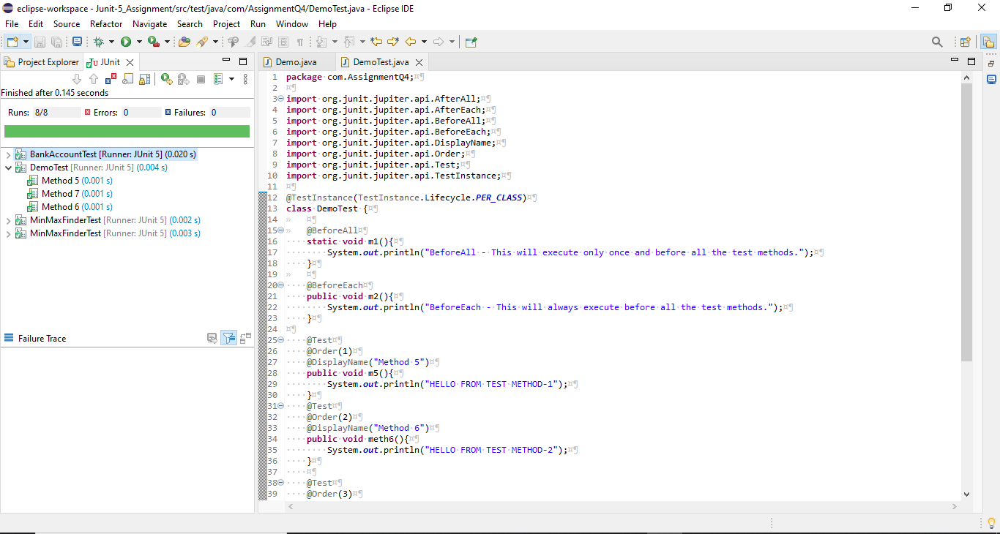 eclipse-workspace - Junit-5_Assignment/src/test/java/com/AssignmentQ4/DemoTest.java - Eclipse IDE
File Edit Source Refactor Navigate Search Project Run Window Help
Project Explorer JUnit
Finished after 0.145 seconds
Runs: 8/8 Errors: 0 Failures: 0
BankAccountTest [Runner: JUnit 5] (0.020 s)
DemoTest [Runner: JUnit 5] (0.004 s)
Method 5 (0.001 s)
Method 7 (0.001 s)
Method 6 (0.001 s)
MinMaxFinderTest [Runner: JUnit 5] (0.002 s)
MinMaxFinderTest [Runner: JUnit 5] (0.003 s)
Failure Trace
Demo.java DemoTest.java
1 package com.AssignmentQ4;
2
3 import org.junit.jupiter.api.AfterAll;
4 import org.junit.jupiter.api.AfterEach;
5 import org.junit.jupiter.api.BeforeAll;
6 import org.junit.jupiter.api.BeforeEach;
7 import org.junit.jupiter.api.DisplayName;
8 import org.junit.jupiter.api.Order;
9 import org.junit.jupiter.api.Test;
10 import org.junit.jupiter.api.TestInstance;
11
12 @TestInstance(TestInstance.Lifecycle.PER_CLASS)
13 class DemoTest {
14
15 @BeforeAll
16 static void m1(){
17 System.out.println("BeforeAll - This will execute only once and before all the test methods.");
18 }
19
20 @BeforeEach
21 public void m2(){
22 System.out.println("BeforeEach - This will always execute before all the test methods.");
23 }
24
25 @Test
26 @Order(1)
27 @DisplayName("Method 5")
28 public void m5(){
29 System.out.println("HELLO FROM TEST METHOD-1");
30 }
31 @Test
32 @Order(2)
33 @DisplayName("Method 6")
34 public void meth6(){
35 System.out.println("HELLO FROM TEST METHOD-2");
36 }
37
38 @Test
39 @Order(3)